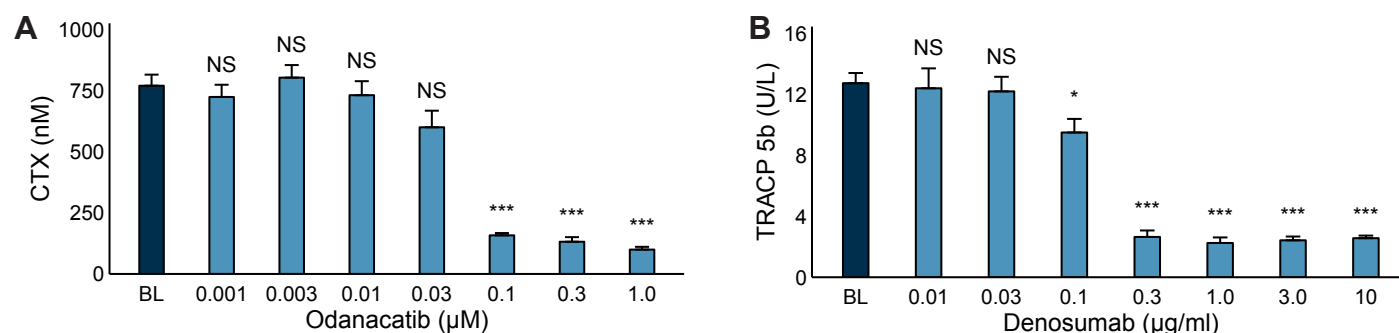 A
CTX (nM)
1000
750
500
250
0
NS
NS
NS
NS
***
***
***
BL 0.001 0.003 0.01 0.03 0.1 0.3 1.0
Odanacatib (µM)
B
TRACP 5b (U/L)
16
12
8
4
0
NS
NS
*
***
***
***
***
BL 0.01 0.03 0.1 0.3 1.0 3.0 10
Denosumab (µg/ml)